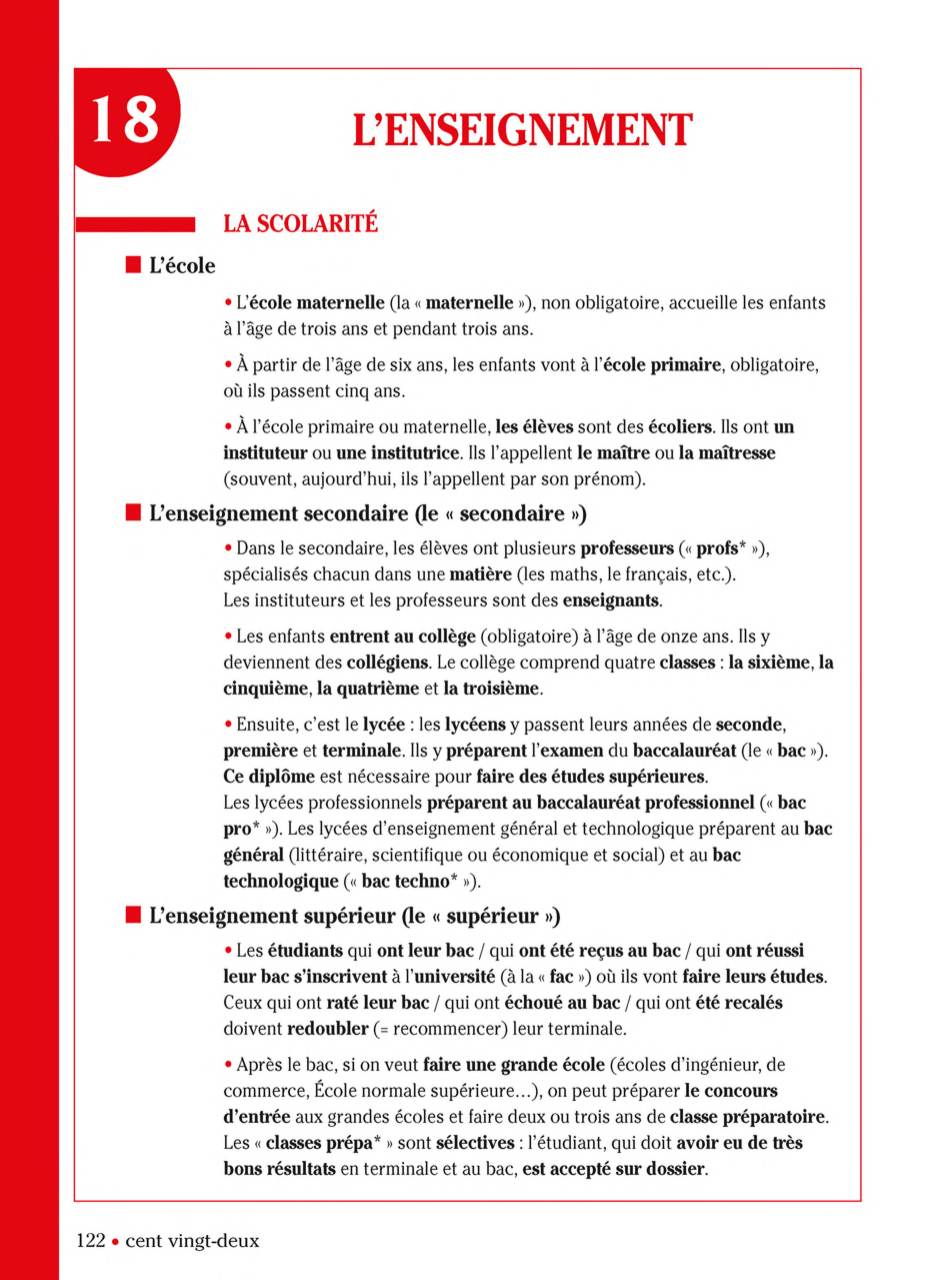 18
L'ENSEIGNEMENT
LA SCOLARITÉ
■ L'école
• L'école maternelle (la « maternelle »), non obligatoire, accueille les enfants
à l'âge de trois ans et pendant trois ans.
• À partir de l'âge de six ans, les enfants vont à l'école primaire, obligatoire,
où ils passent cinq ans.
• À l'école primaire ou maternelle, les élèves sont des écoliers. Ils ont un
instituteur ou une institutrice. Ils l'appellent le maître ou la maîtresse
(souvent, aujourd'hui, ils l'appellent par son prénom).
■ L'enseignement secondaire (le « secondaire »)
• Dans le secondaire, les élèves ont plusieurs professeurs (« profs* »),
spécialisés chacun dans une matière (les maths, le français, etc.).
Les instituteurs et les professeurs sont des enseignants.
• Les enfants entrent au collège (obligatoire) à l'âge de onze ans. Ils y
deviennent des collégiens. Le collège comprend quatre classes : la sixième, la
cinquième, la quatrième et la troisième.
• Ensuite, c'est le lycée : les lycéens y passent leurs années de seconde,
première et terminale. Ils y préparent l'examen du baccalauréat (le « bac »).
Ce diplôme est nécessaire pour faire des études supérieures.
Les lycées professionnels préparent au baccalauréat professionnel (« bac
pro* »). Les lycées d'enseignement général et technologique préparent au bac
général (littéraire, scientifique ou économique et social) et au bac
technologique (« bac techno* »).
■ L'enseignement supérieur (le « supérieur »)
• Les étudiants qui ont leur bac / qui ont été reçus au bac / qui ont réussi
leur bac s'inscrivent à l'université (à la « fac ») où ils vont faire leurs études.
Ceux qui ont raté leur bac / qui ont échoué au bac / qui ont été recalés
doivent redoubler (= recommencer) leur terminale.
• Après le bac, si on veut faire une grande école (écoles d'ingénieur, de
commerce, École normale supérieure…), on peut préparer le concours
d'entrée aux grandes écoles et faire deux ou trois ans de classe préparatoire.
Les « classes prépa* » sont sélectives : l'étudiant, qui doit avoir eu de très
bons résultats en terminale et au bac, est accepté sur dossier.
122 • cent vingt-deux